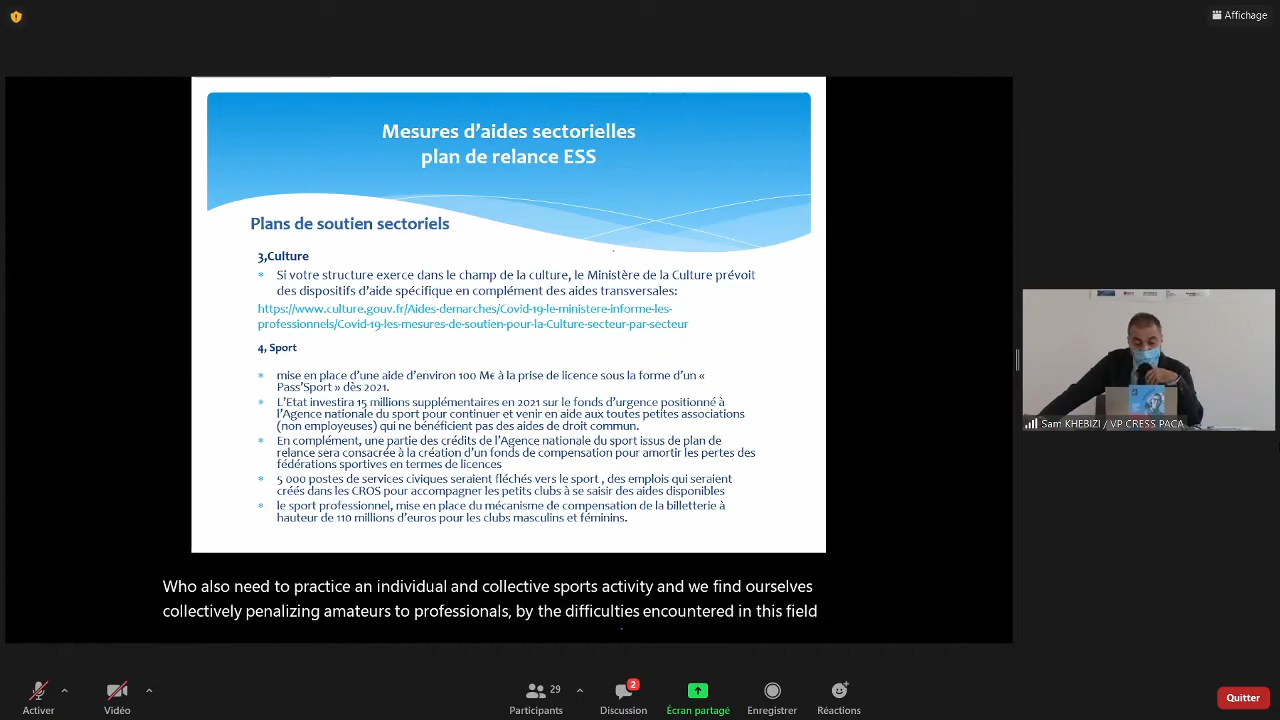 Affichage
Mesures d'aides sectorielles
plan de relance ESS
Plans de soutien sectoriels
3,Culture
Si votre structure exerce dans le champ de la culture, le Ministère de la Culture prévoit
des dispositifs d'aide spécifique en complément des aides transversales:
https://www.culture.gouv.fr/Aides-demarches/Covid-19-le-ministere-informe-les-
professionnels/Covid-19-les-mesures-de-soutien-pour-la-Culture-secteur-par-secteur
4, Sport
mise en place d'une aide d'environ 100 M€ à la prise de licence sous la forme d'un «
Pass'Sport » dès 2021.
L'Etat investira 15 millions supplémentaires en 2021 sur le fonds d'urgence positionné à
l'Agence nationale du sport pour continuer et venir en aide aux toutes petites associations
(non employeuses) qui ne bénéficient pas des aides de droit commun.
En complément, une partie des crédits de l'Agence nationale du sport issus de plan de
relance sera consacrée à la création d'un fonds de compensation pour amortir les pertes des
fédérations sportives en termes de licences
5 000 postes de services civiques seraient fléchés vers le sport , des emplois qui seraient
créés dans les CROS pour accompagner les petits clubs à se saisir des aides disponibles
le sport professionnel, mise en place du mécanisme de compensation de la billetterie à
hauteur de 110 millions d'euros pour les clubs masculins et féminins.
Sam KHEBIZI / VP CRESS PACA
Who also need to practice an individual and collective sports activity and we find ourselves
collectively penalizing amateurs to professionals, by the difficulties encountered in this field
Activer
Vidéo
29
Participants
2
Discussion
Écran partagé
Enregistrer
Réactions
Quitter